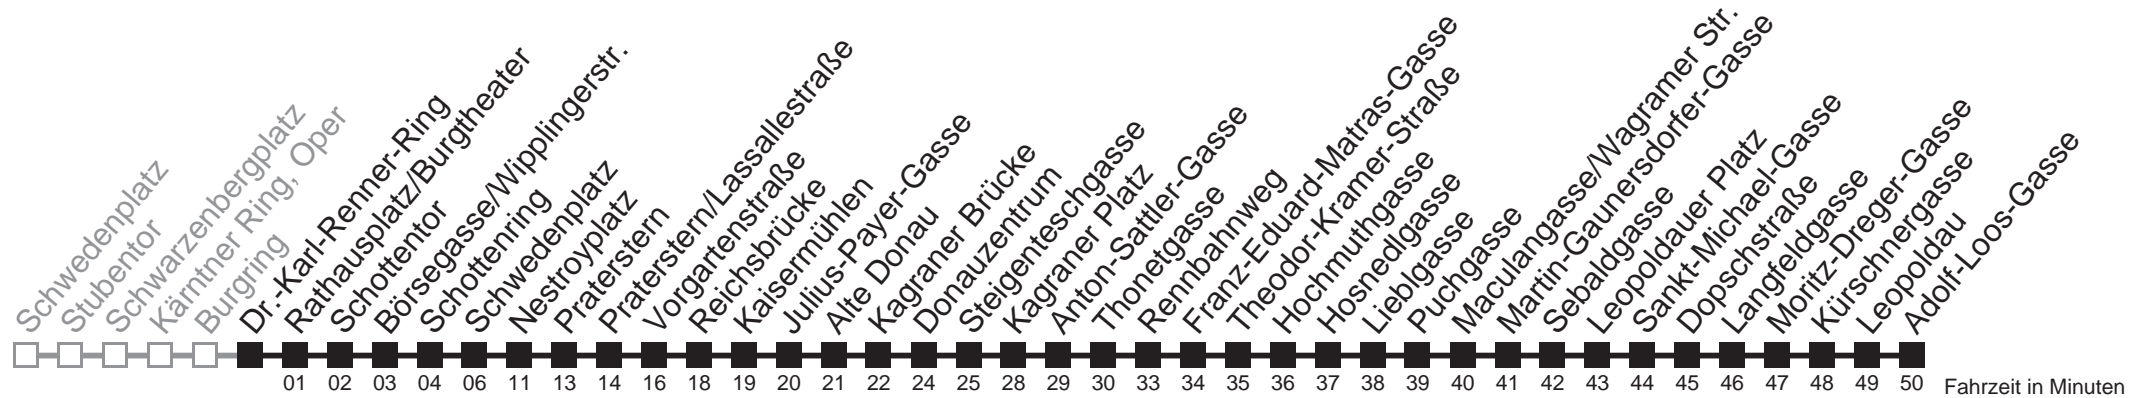 Schwedenplatz
Stubentor
Schwarzenbergplatz
Kärntner Ring, Oper
Burgring
Dr.-Karl-Renner-Ring
Rathausplatz/Burgtheater
Schottentor
Börsegasse/Wipplingerstr.
Schottenring
Schwedenplatz
Nestroyplatz
Praterstern
Praterstern/Lassallestraße
Vorgartenstraße
Reichsbrücke
Kaisermühlen
Julius-Payer-Gasse
Alte Donau
Kagraner Brücke
Donauzentrum
Steigenteschgasse
Kagraner Platz
Anton-Sattler-Gasse
Thonetgasse
Rennbahnweg
Franz-Eduard-Matras-Gasse
Theodor-Kramer-Straße
Hochmuthgasse
Hosnedlgasse
Lieblgasse
Puchgasse
Maculangasse/Wagramer Str.
Martin-Gaunersdorfer-Gasse
Sebaldgasse
Leopoldauer Platz
Sankt-Michael-Gasse
Dopschstraße
Langfeldgasse
Moritz-Dreger-Gasse
Kürschnergasse
Leopoldau
Adolf-Loos-Gasse
01 02 03 04 06 11 13 14 16 18 19 20 21 22 24 25 28 29 30 33 34 35 36 37 38 39 40 41 42 43 44 45 46 47 48 49 50 Fahrzeit in Minuten